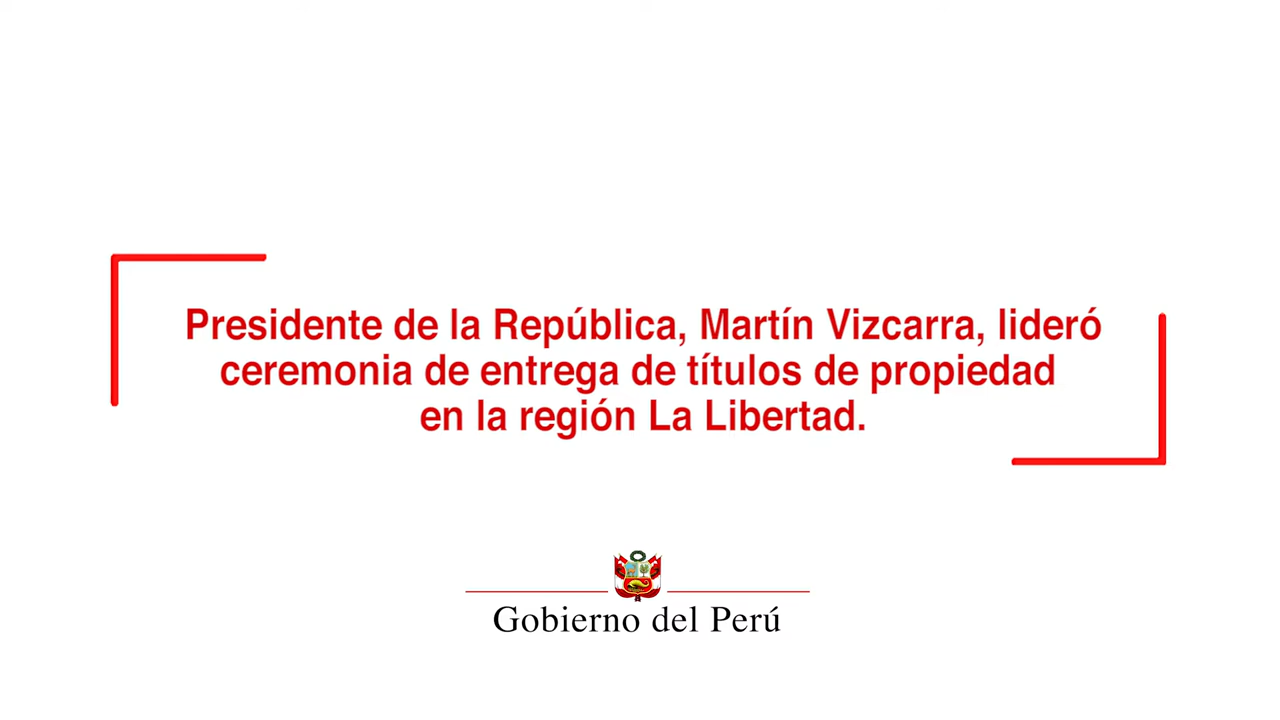 Presidente de la República, Martín Vizcarra, lideró
ceremonia de entrega de títulos de propiedad
en la región La Libertad.
Gobierno del Perú